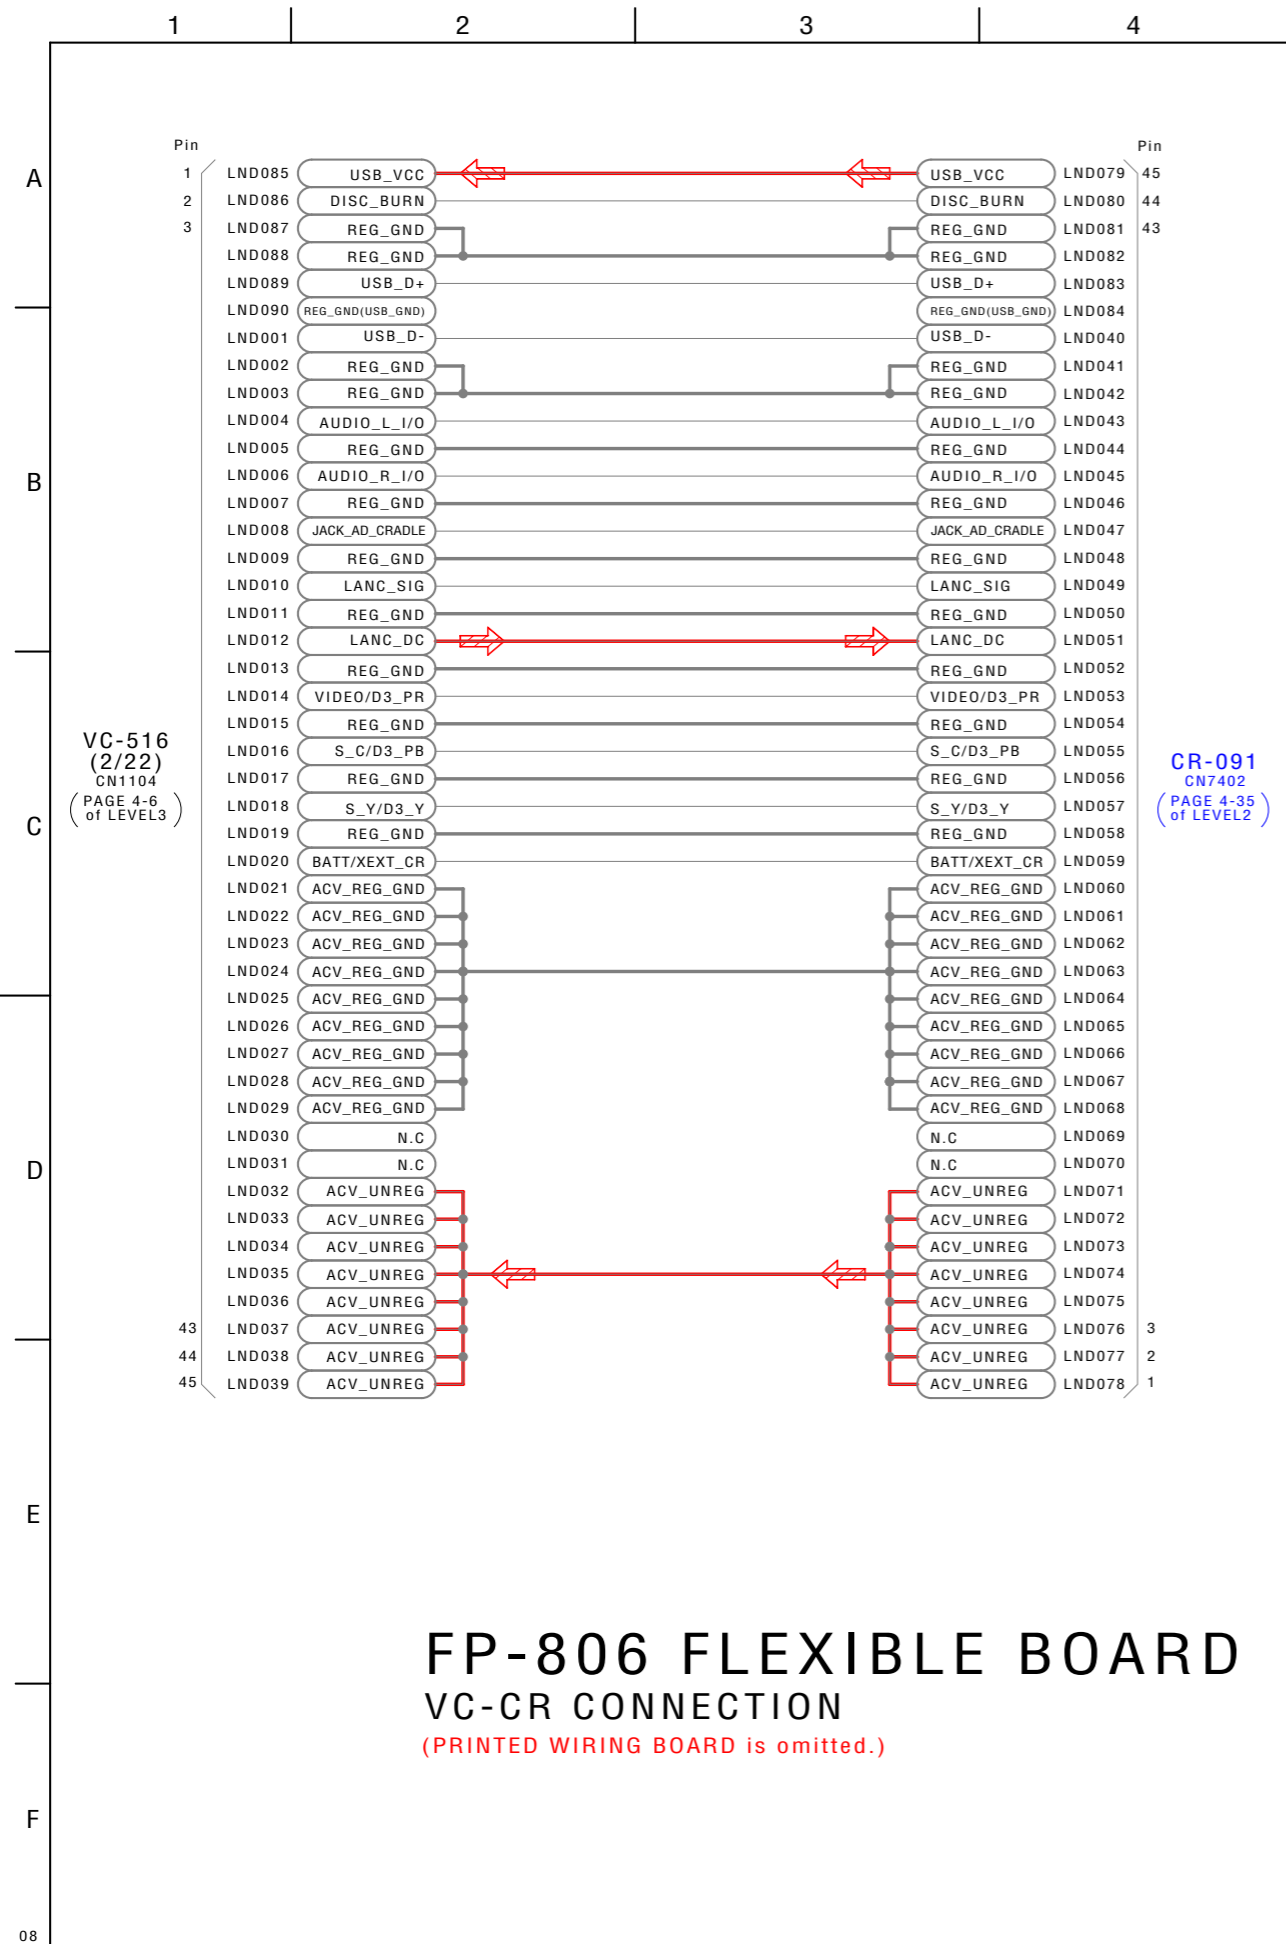 1 2 3 4
A
B
C
D
E
F
08
Pin Pin
1 LND085 USB_VCC USB_VCC LND079 45
2 LND086 DISC_BURN DISC_BURN LND080 44
3 LND087 REG_GND REG_GND LND081 43
LND088 REG_GND REG_GND LND082
LND089 USB_D+ USB_D+ LND083
LND090 REG_GND(USB_GND) REG_GND(USB_GND) LND084
LND001 USB_D- USB_D- LND040
LND002 REG_GND REG_GND LND041
LND003 REG_GND REG_GND LND042
LND004 AUDIO_L_I/O AUDIO_L_I/O LND043
LND005 REG_GND REG_GND LND044
LND006 AUDIO_R_I/O AUDIO_R_I/O LND045
LND007 REG_GND REG_GND LND046
LND008 JACK_AD_CRADLE JACK_AD_CRADLE LND047
LND009 REG_GND REG_GND LND048
LND010 LANC_SIG LANC_SIG LND049
LND011 REG_GND REG_GND LND050
LND012 LANC_DC LANC_DC LND051
LND013 REG_GND REG_GND LND052
LND014 VIDEO/D3_PR VIDEO/D3_PR LND053
LND015 REG_GND REG_GND LND054
LND016 S_C/D3_PB S_C/D3_PB LND055
LND017 REG_GND REG_GND LND056
LND018 S_Y/D3_Y S_Y/D3_Y LND057
LND019 REG_GND REG_GND LND058
LND020 BATT/XEXT_CR BATT/XEXT_CR LND059
LND021 ACV_REG_GND ACV_REG_GND LND060
LND022 ACV_REG_GND ACV_REG_GND LND061
LND023 ACV_REG_GND ACV_REG_GND LND062
LND024 ACV_REG_GND ACV_REG_GND LND063
LND025 ACV_REG_GND ACV_REG_GND LND064
LND026 ACV_REG_GND ACV_REG_GND LND065
LND027 ACV_REG_GND ACV_REG_GND LND066
LND028 ACV_REG_GND ACV_REG_GND LND067
LND029 ACV_REG_GND ACV_REG_GND LND068
LND030 N.C N.C LND069
LND031 N.C N.C LND070
LND032 ACV_UNREG ACV_UNREG LND071
LND033 ACV_UNREG ACV_UNREG LND072
LND034 ACV_UNREG ACV_UNREG LND073
LND035 ACV_UNREG ACV_UNREG LND074
LND036 ACV_UNREG ACV_UNREG LND075
43 LND037 ACV_UNREG ACV_UNREG LND076 3
44 LND038 ACV_UNREG ACV_UNREG LND077 2
45 LND039 ACV_UNREG ACV_UNREG LND078 1
VC-516
(2/22)
CN1104
(PAGE 4-6
of LEVEL3)
CR-091
CN7402
(PAGE 4-35
of LEVEL2)
FP-806 FLEXIBLE BOARD
VC-CR CONNECTION
(PRINTED WIRING BOARD is omitted.)